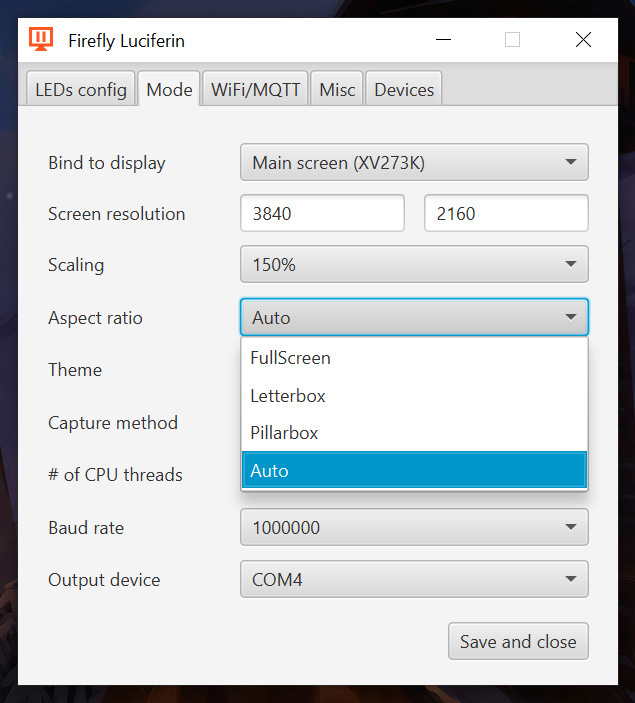 Firefly Luciferin
LEDs config Mode WiFi/MQTT Misc Devices
Bind to display Main screen (XV273K)
Screen resolution 3840 2160
Scaling 150%
Aspect ratio Auto
FullScreen
Theme
Letterbox
Capture method
Pillarbox
# of CPU threads
Auto
Baud rate 1000000
Output device COM4
Save and close